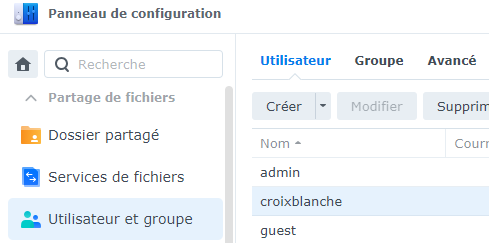 Panneau de configuration
Recherche
Partage de fichiers
Dossier partagé
Services de fichiers
Utilisateur et groupe
Utilisateur Groupe Avancé
Créer Modifier Supprim
Nom Courr
admin
croixblanche
guest